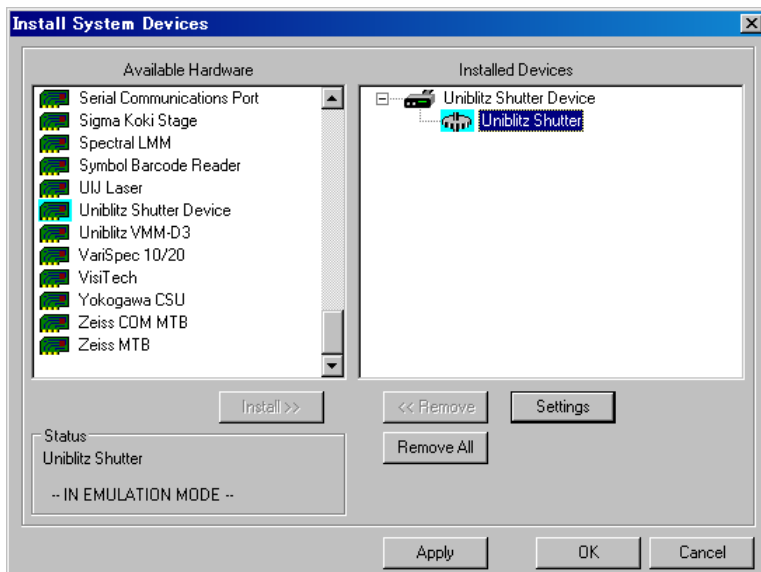 Install System Devices
Available Hardware
Serial Communications Port
Sigma Koki Stage
Spectral LMM
Symbol Barcode Reader
UIJ Laser
Uniblitz Shutter Device
Uniblitz VMM-D3
VariSpec 10/20
VisiTech
Yokogawa CSU
Zeiss COM MTB
Zeiss MTB
Installed Devices
Uniblitz Shutter Device
Uniblitz Shutter
Install >>
<< Remove
Settings
Remove All
Status
Uniblitz Shutter
-- IN EMULATION MODE --
Apply
OK
Cancel